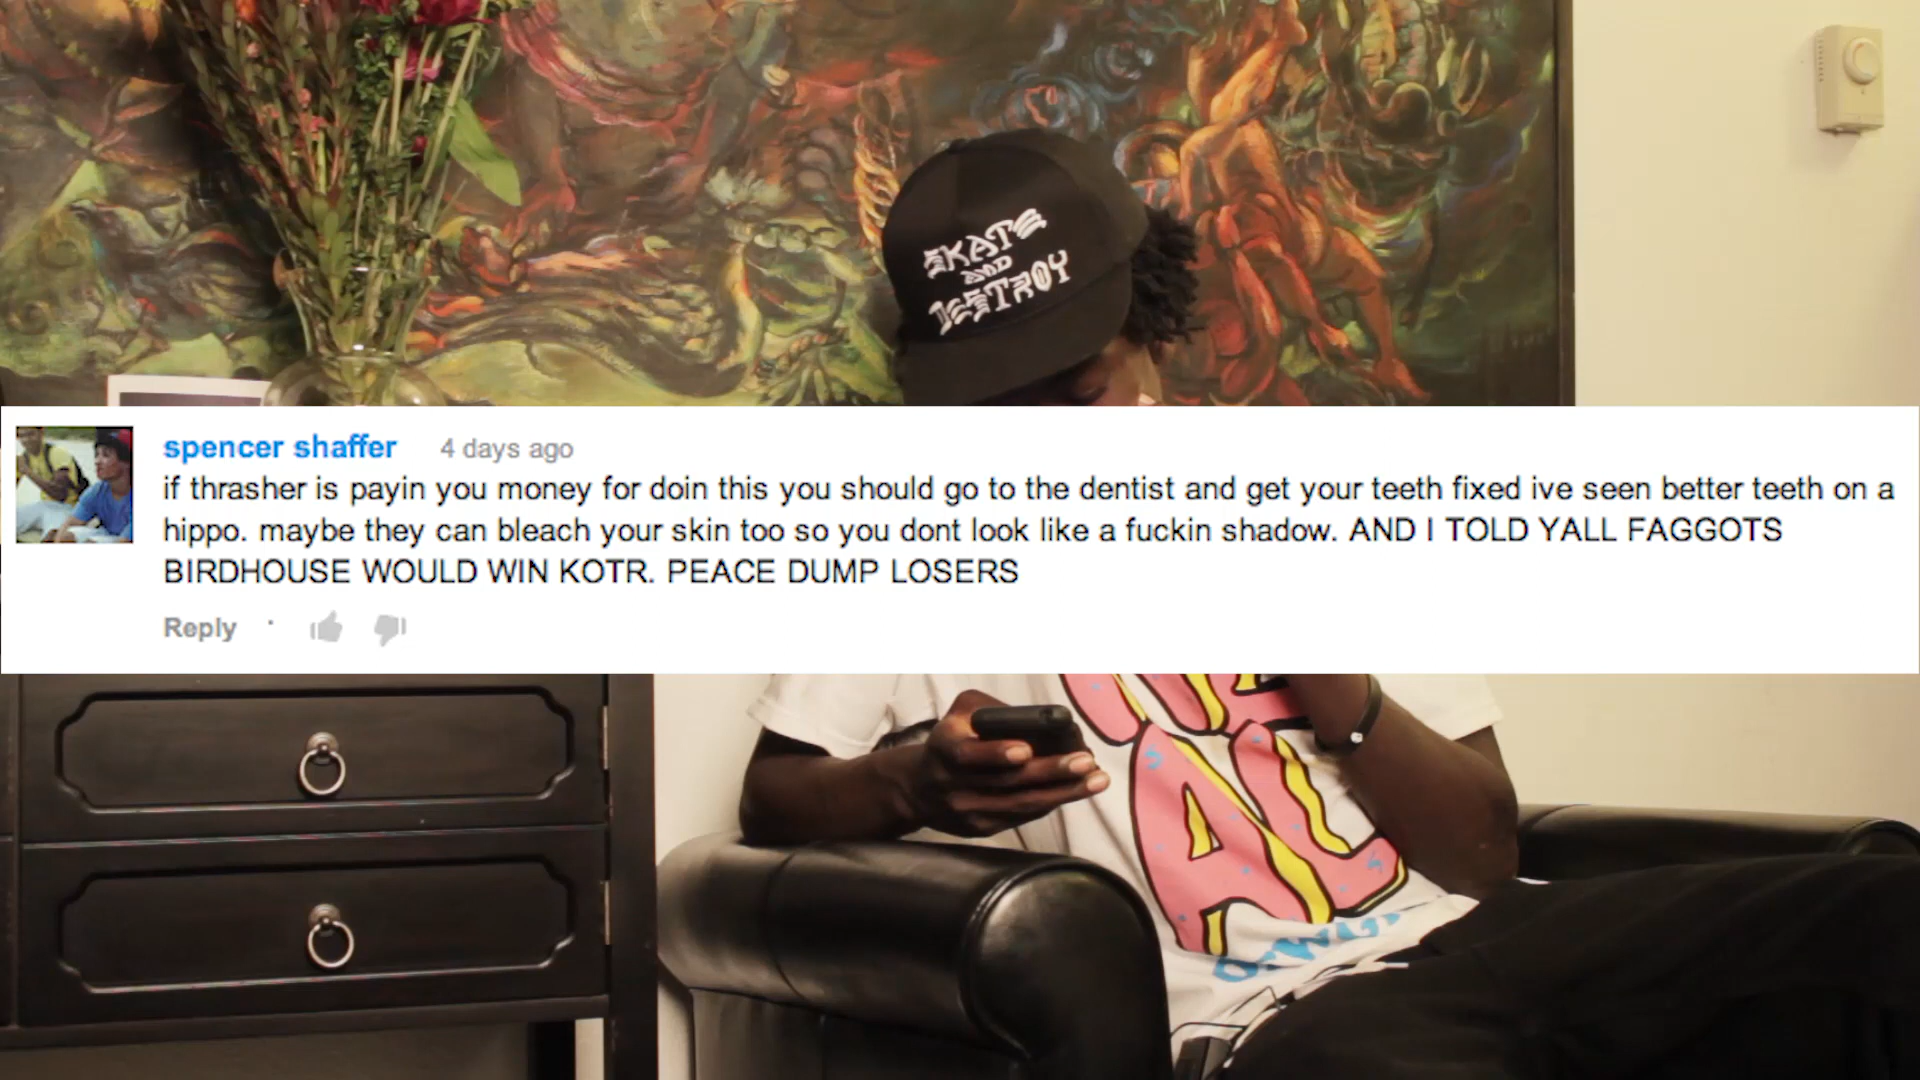 SKATE
AND
DESTROY
spencer shaffer 4 days ago
if thrasher is payin you money for doin this you should go to the dentist and get your teeth fixed ive seen better teeth on a
hippo. maybe they can bleach your skin too so you dont look like a fuckin shadow. AND I TOLD YALL FAGGOTS
BIRDHOUSE WOULD WIN KOTR. PEACE DUMP LOSERS
Reply ·
AL